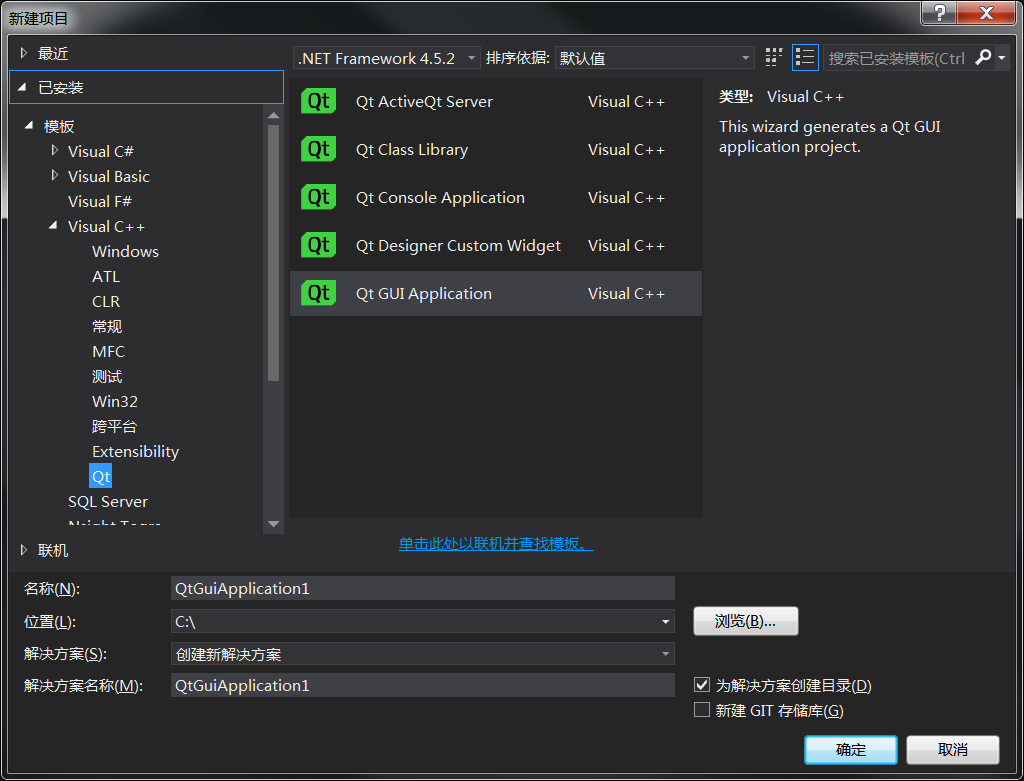 新建项目
最近
.NET Framework 4.5.2
排序依据:
默认值
搜索已安装模板(Ctrl
已安装
模板
Visual C#
Visual Basic
Visual F#
Visual C++
Windows
ATL
CLR
常规
MFC
测试
Win32
跨平台
Extensibility
Qt
SQL Server
联机
Qt
Qt ActiveQt Server
Visual C++
Qt
Qt Class Library
Visual C++
Qt
Qt Console Application
Visual C++
Qt
Qt Designer Custom Widget
Visual C++
Qt
Qt GUI Application
Visual C++
单击此处以联机并查找模板。
类型: Visual C++
This wizard generates a Qt GUI
application project.
名称(N):
QtGuiApplication1
位置(L):
C:\
浏览(B)...
解决方案(S):
创建新解决方案
解决方案名称(M):
QtGuiApplication1
为解决方案创建目录(D)
新建 GIT 存储库(G)
确定
取消